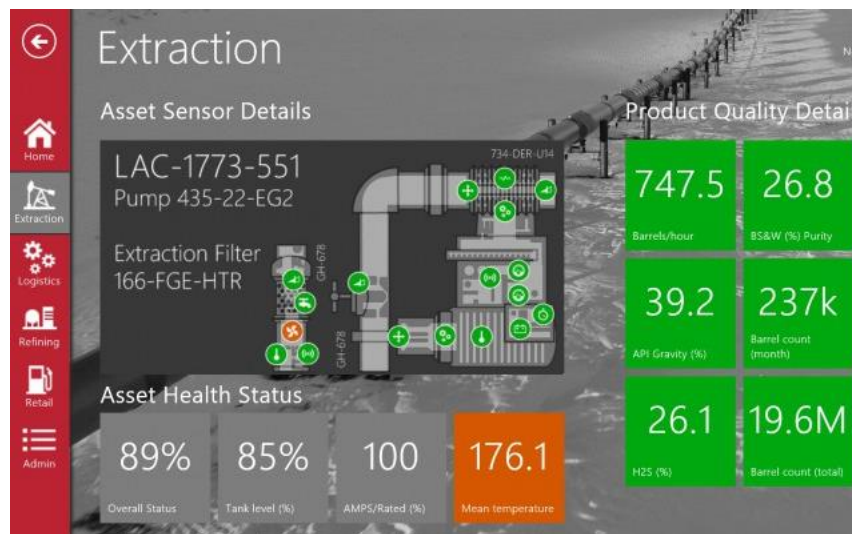 Extraction
N
Asset Sensor Details
Product Quality Detai
Home
Extraction
Logistics
Refining
Retail
Admin
LAC-1773-551
Pump 435-22-EG2
Extraction Filter
166-FGE-HTR
734-DER-U14
GH-678
GH-678
747.5
Barrels/hour
26.8
BS&W (%) Purity
39.2
API Gravity (%)
237k
Barrel count
(month)
26.1
H2S (%)
19.6M
Barrel count (total)
Asset Health Status
89%
Overall Status
85%
Tank level (%)
100
AMPS/Rated (%)
176.1
Mean temperature